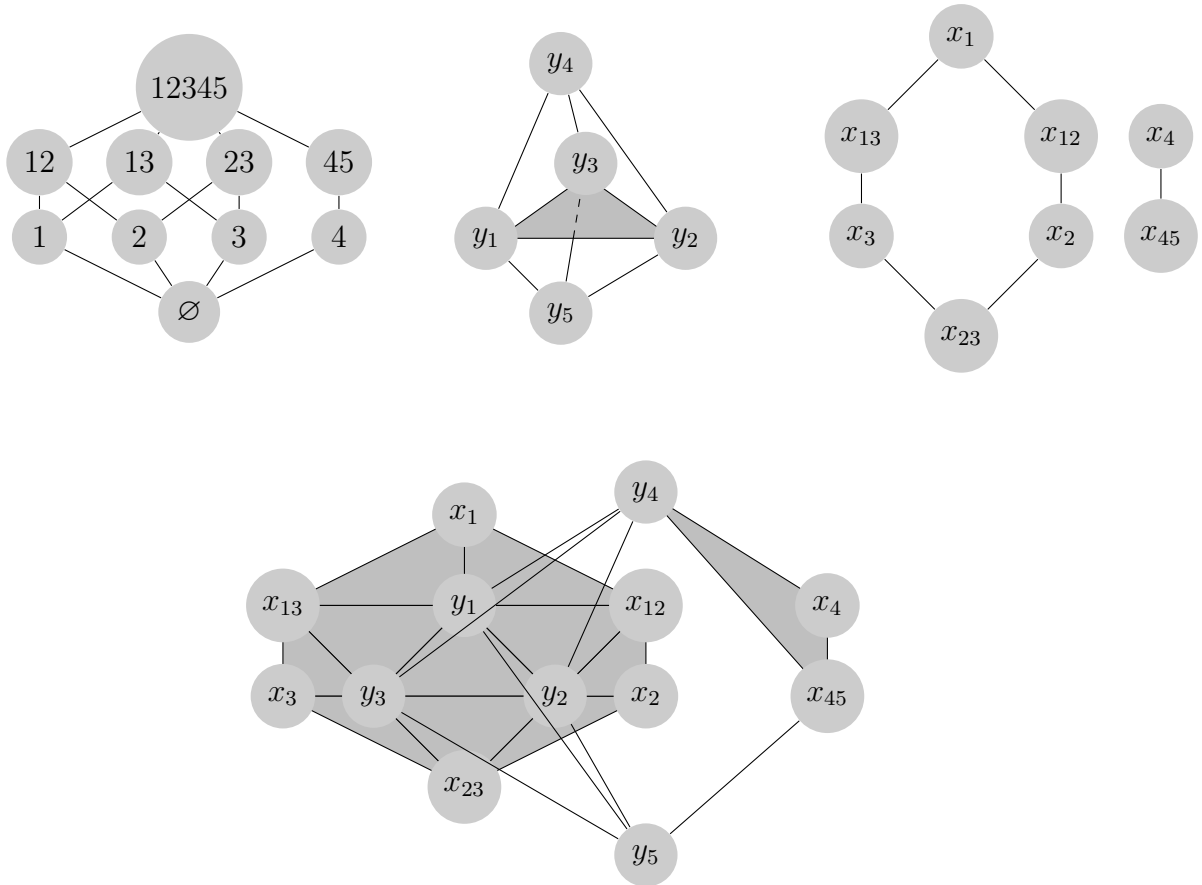 12345
12 13 23 45
1 2 3 4
∅
y₄
y₃
y₁ y₂
y₅
x₁
x₁₃ x₁₂ x₄
x₃ x₂ x₄₅
x₂₃
y₄
x₁
x₁₃ y₁ x₁₂ x₄
x₃ y₃ y₂ x₂ x₄₅
x₂₃
y₅